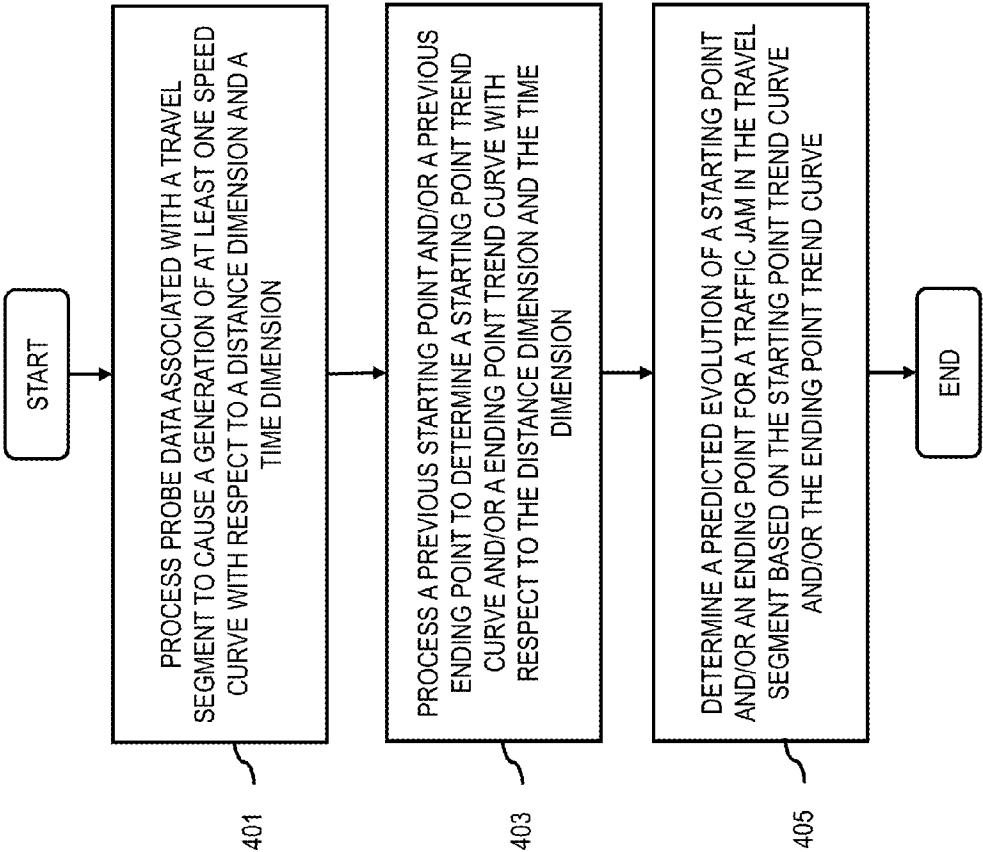 START
PROCESS PROBE DATA ASSOCIATED WITH A TRAVEL
SEGMENT TO CAUSE A GENERATION OF AT LEAST ONE SPEED
CURVE WITH RESPECT TO A DISTANCE DIMENSION AND A
TIME DIMENSION
401
PROCESS A PREVIOUS STARTING POINT AND/OR A PREVIOUS
ENDING POINT TO DETERMINE A STARTING POINT TREND
CURVE AND/OR A ENDING POINT TREND CURVE WITH
RESPECT TO THE DISTANCE DIMENSION AND THE TIME
DIMENSION
403
DETERMINE A PREDICTED EVOLUTION OF A STARTING POINT
AND/OR AN ENDING POINT FOR A TRAFFIC JAM IN THE TRAVEL
SEGMENT BASED ON THE STARTING POINT TREND CURVE
AND/OR THE ENDING POINT TREND CURVE
405
END